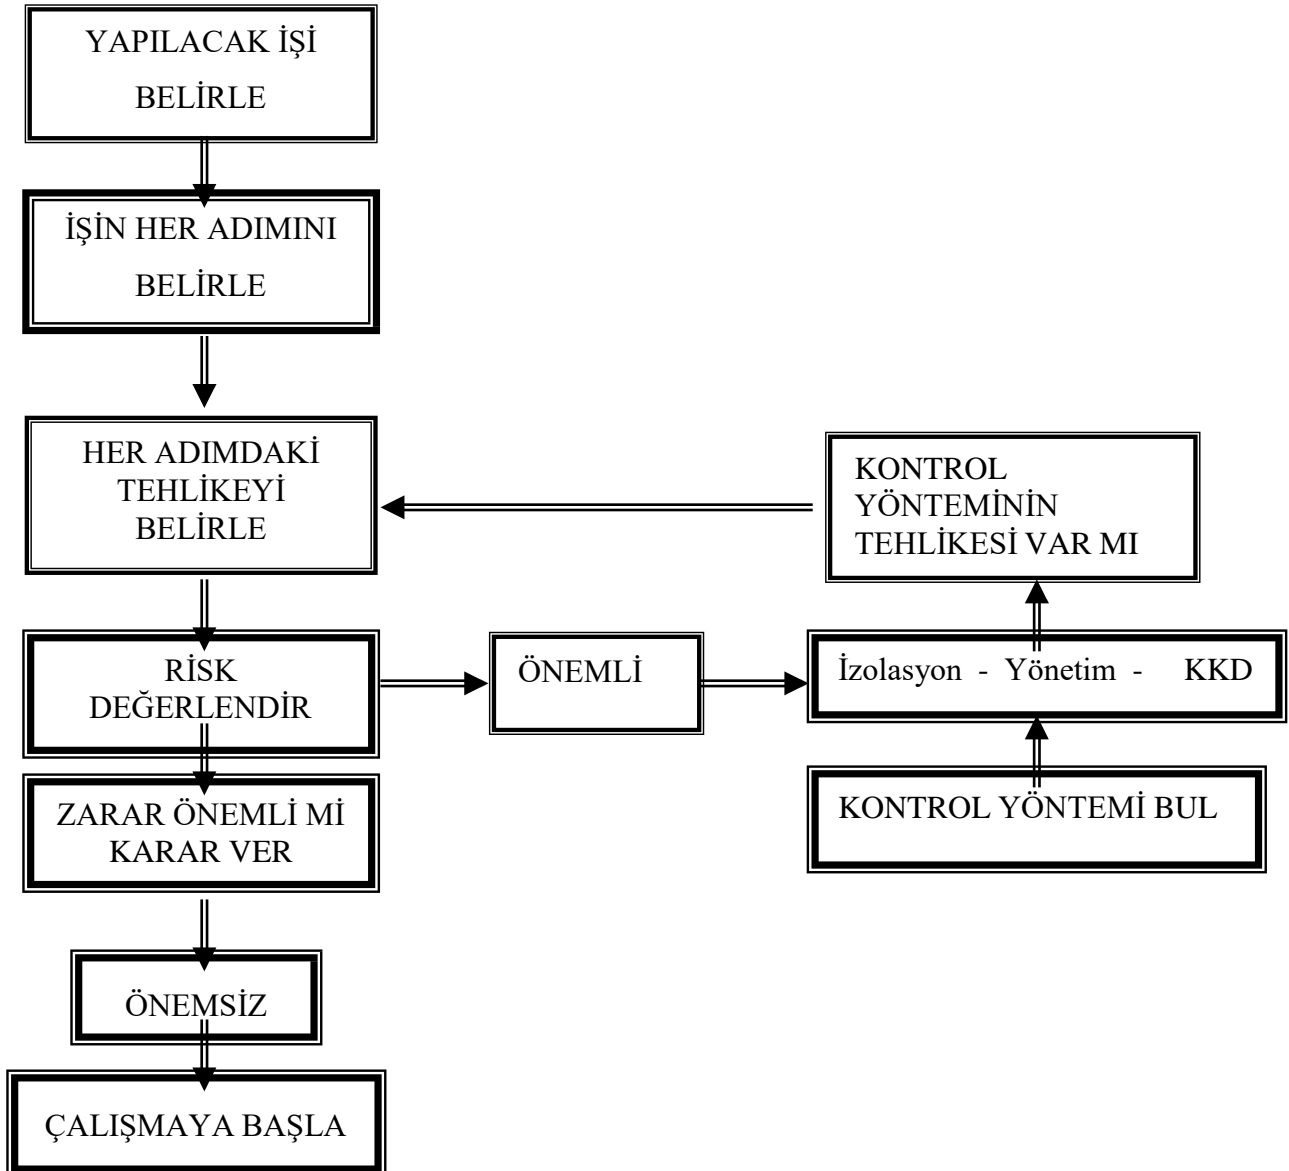 YAPILACAK İŞİ
BELİRLE
İŞİN HER ADIMINI
BELİRLE
HER ADIMDAKİ
TEHLİKEYİ
BELİRLE
KONTROL
YÖNTEMİNİN
TEHLİKESİ VAR MI
RİSK
DEĞERLENDİR
ÖNEMLİ
İzolasyon - Yönetim - KKD
ZARAR ÖNEMLİ Mİ
KARAR VER
KONTROL YÖNTEMİ BUL
ÖNEMSİZ
ÇALIŞMAYA BAŞLA